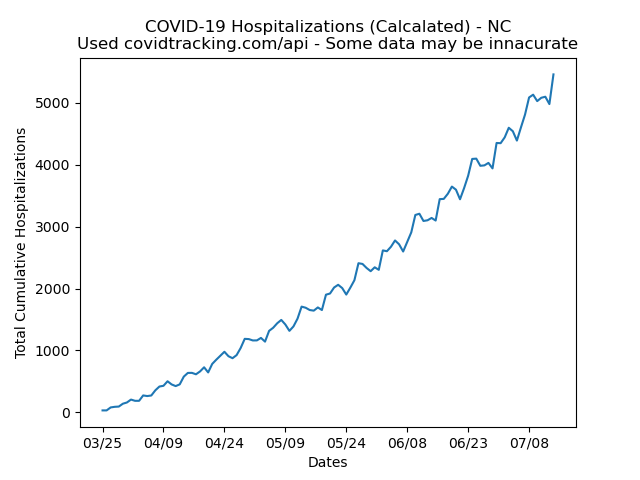 COVID-19 Hospitalizations (Calcalated) - NC
Used covidtracking.com/api - Some data may be innacurate
Total Cumulative Hospitalizations
5000
4000
3000
2000
1000
0
03/25 04/09 04/24 05/09 05/24 06/08 06/23 07/08
Dates